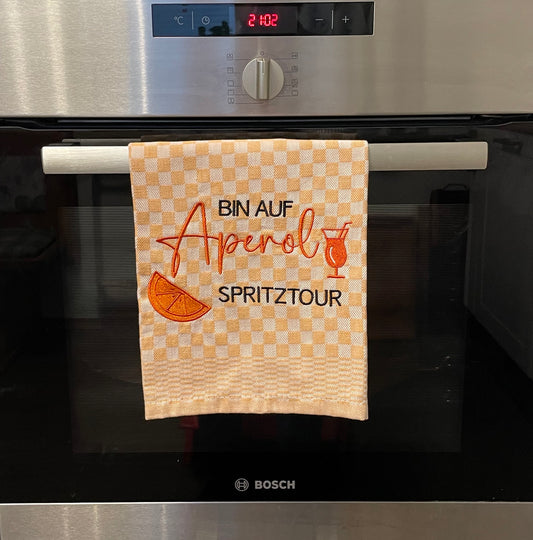 °C
21:02
− +
BIN AUF
Aperol
SPRITZTOUR
BOSCH